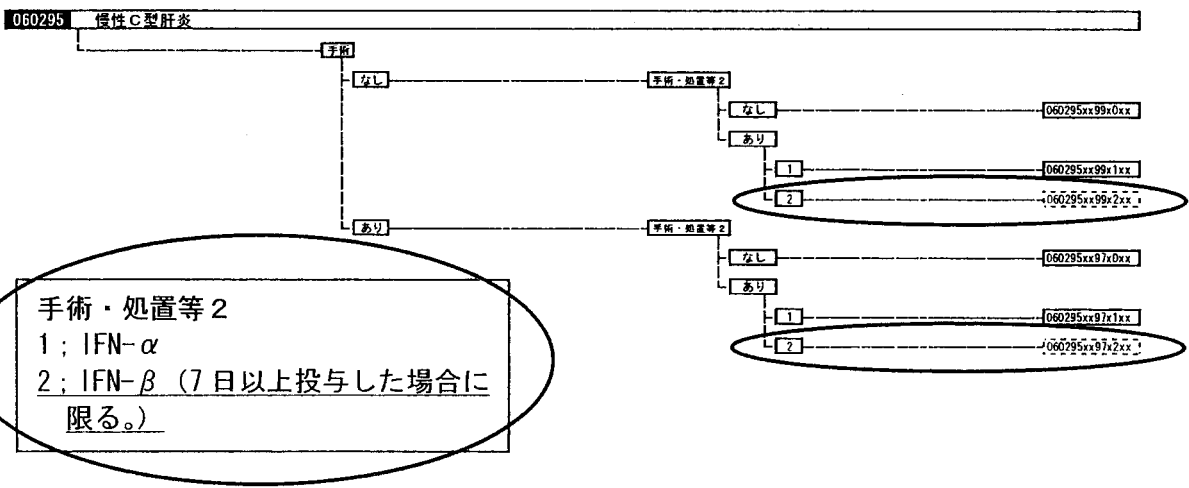 060295 慢性C型肝炎
手術
なし 手術・処置等2
なし 060295xx99x0xx
あり
1 060295xx99x1xx
2 060295xx99x2xx
あり 手術・処置等2
なし 060295xx97x0xx
あり
1 060295xx97x1xx
2 060295xx97x2xx
手術・処置等2
1;IFN-α
2;IFN-β(7日以上投与した場合に
限る。)